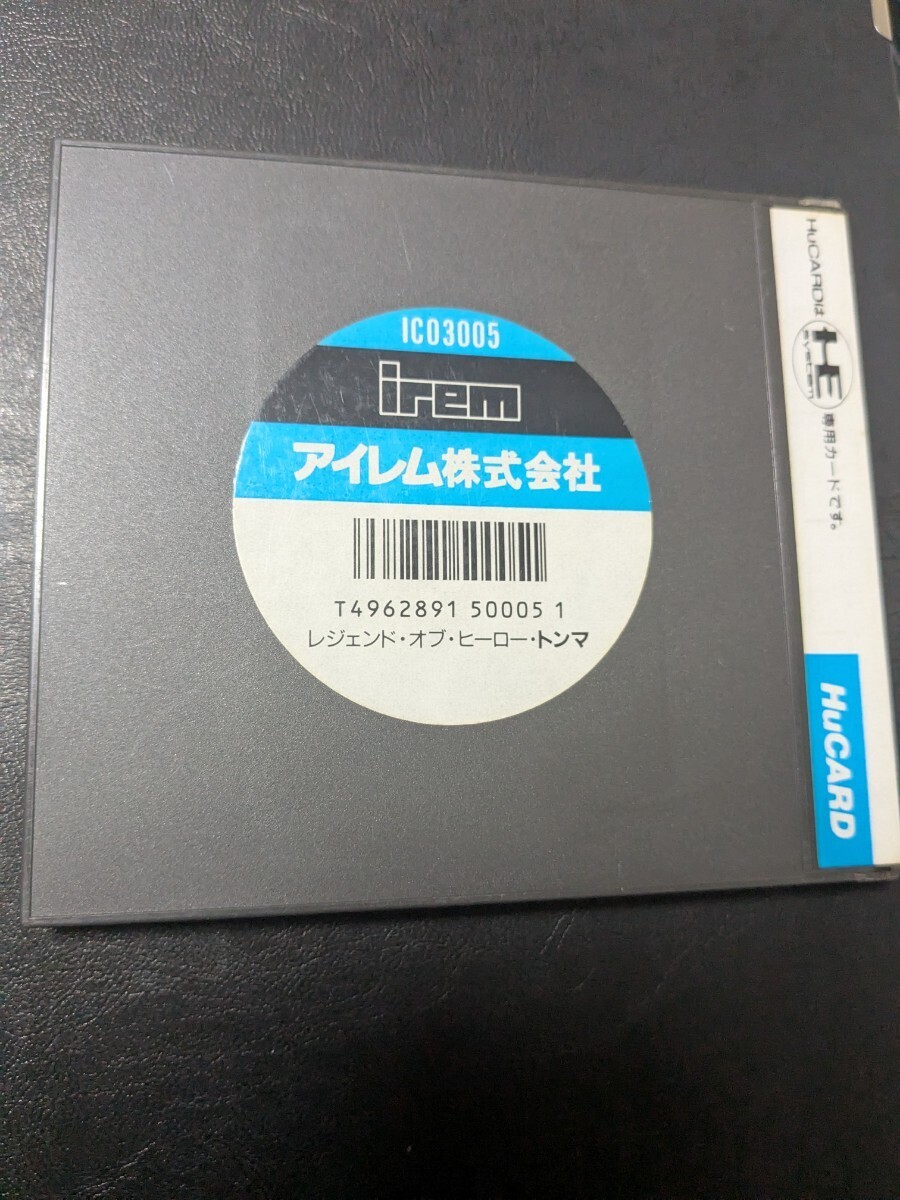 IC03005
irem
アイレム株式会社
T4962891 50005 1
レジェンド・オブ・ヒーロー・トンマ
HuCARDは HE SYSTEM 専用カードです。
HuCARD